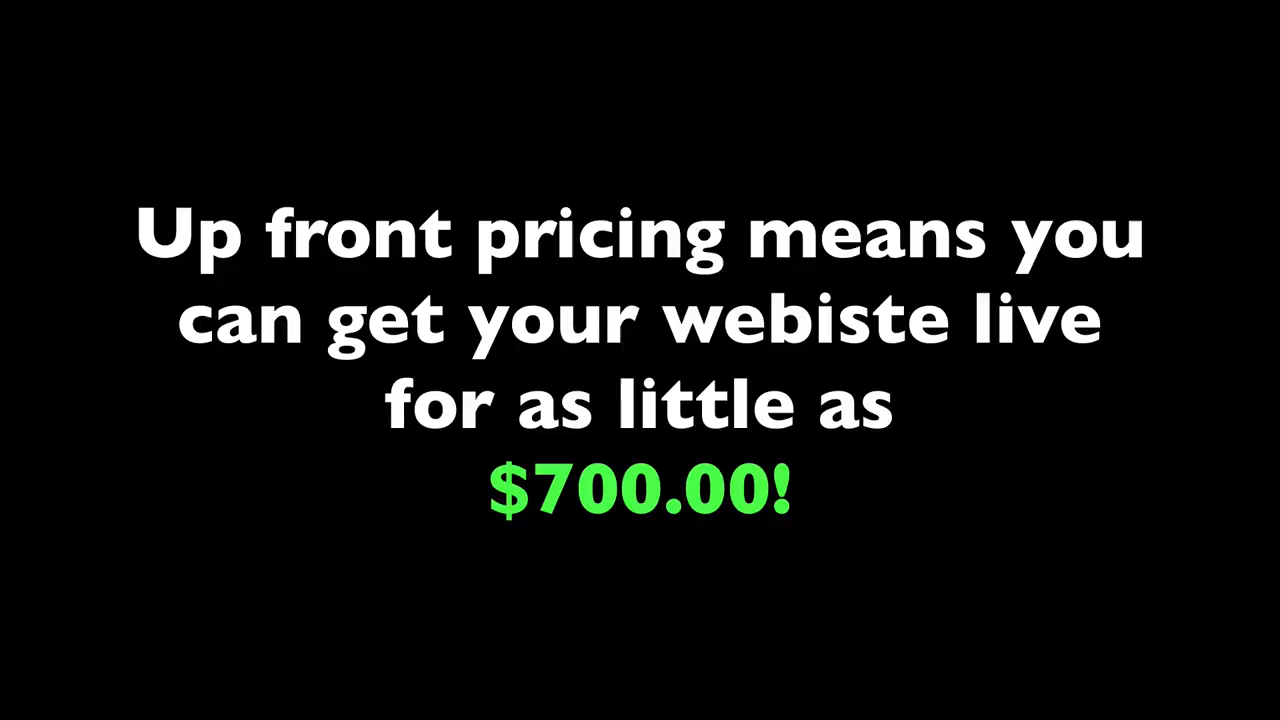 Up front pricing means you
can get your webiste live
for as little as
$700.00!